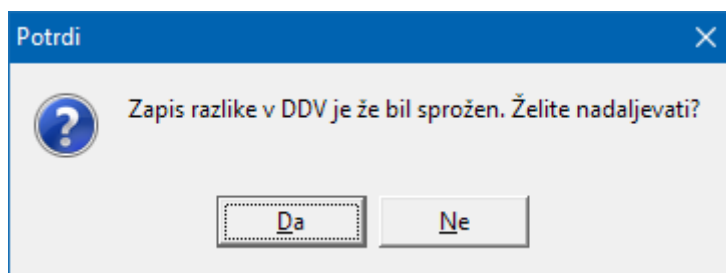 Potrdi
Zapis razlike v DDV je že bil sprožen. Želite nadaljevati?
Da
Ne